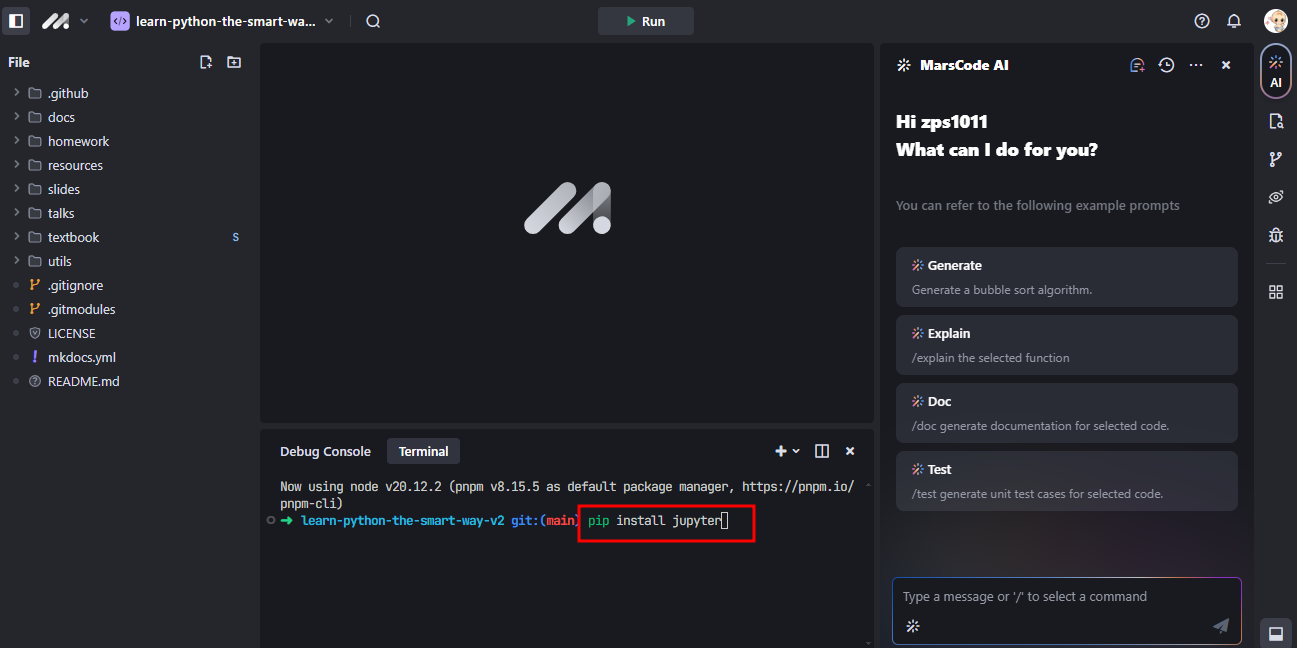 learn-python-the-smart-way...
Run
File
.github
docs
homework
resources
slides
talks
textbook S
utils
.gitignore
.gitmodules
LICENSE
mkdocs.yml
README.md
Debug Console Terminal
Now using node v20.12.2 (pnpm v8.15.5 as default package manager, https://pnpm.io/
pnpm-cli)
learn-python-the-smart-way-v2 git:(main) pip install jupyter
MarsCode AI
Hi zps1011
What can I do for you?
You can refer to the following example prompts
Generate
Generate a bubble sort algorithm.
Explain
/explain the selected function
Doc
/doc generate documentation for selected code.
Test
/test generate unit test cases for selected code.
Type a message or '/' to select a command
AI